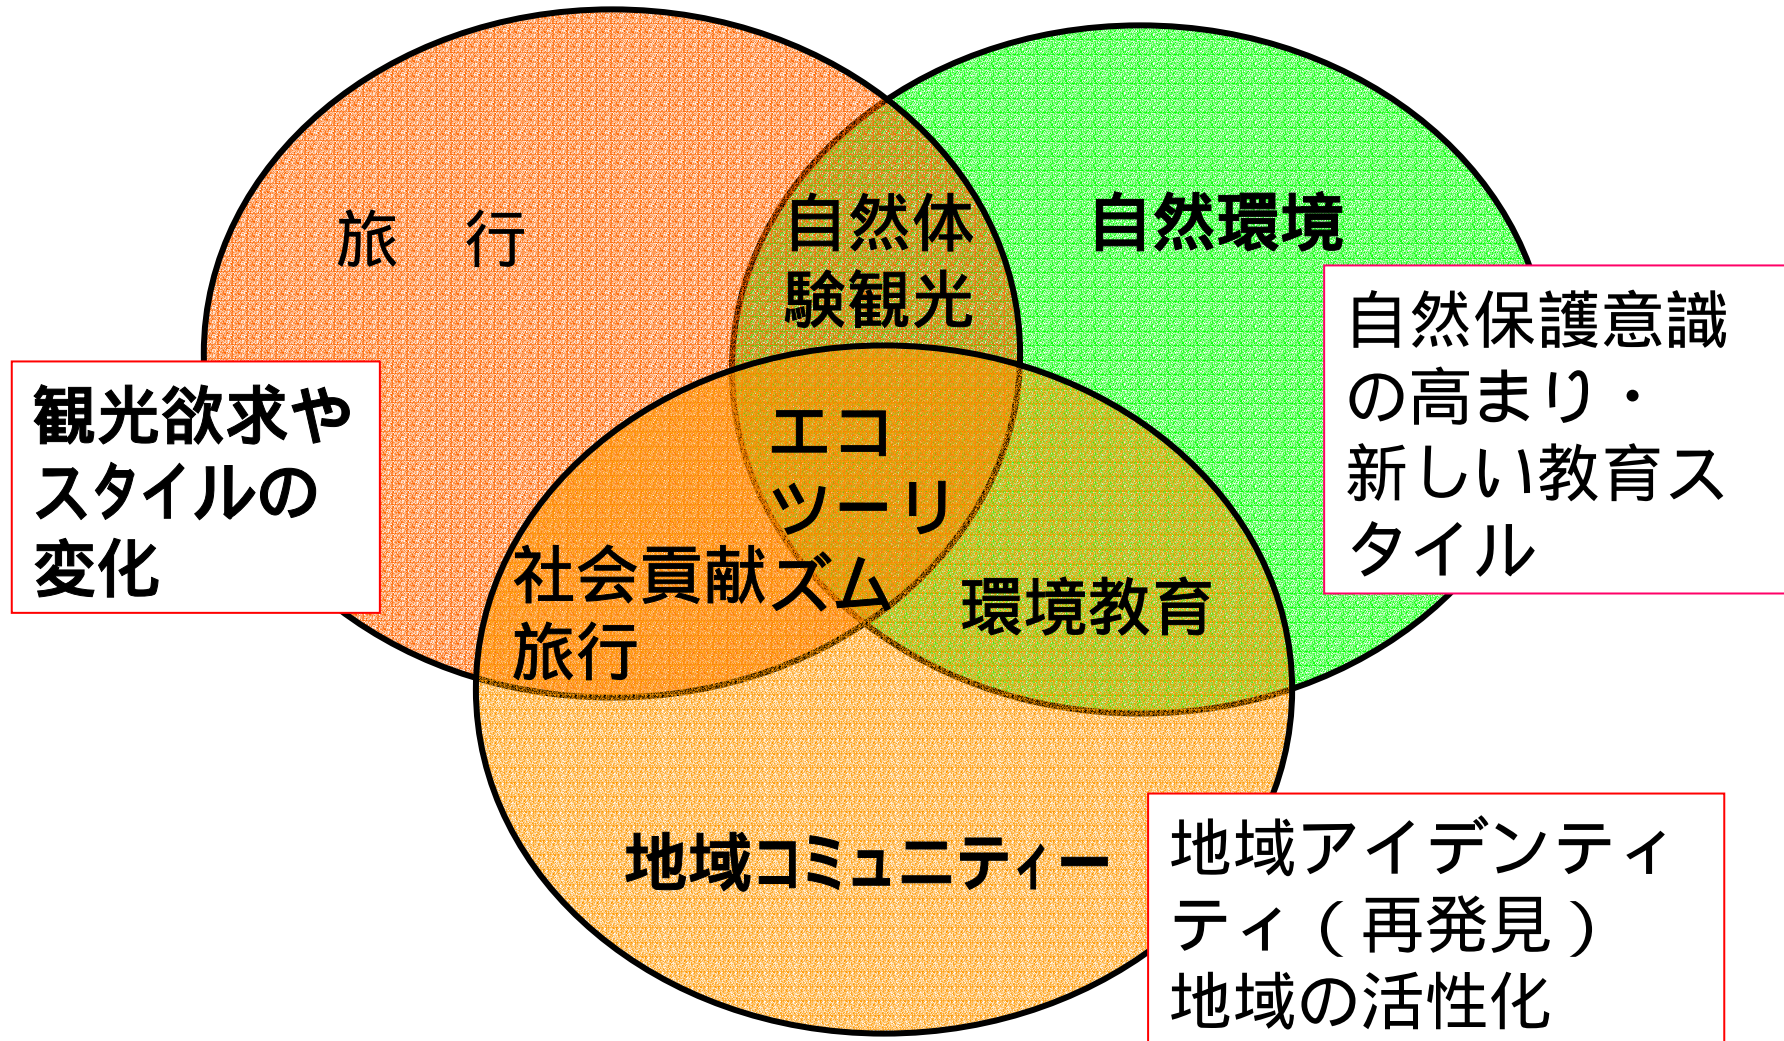 旅　行
自然体
験観光
自然環境
観光欲求や
スタイルの
変化
自然保護意識
の高まり・
新しい教育ス
タイル
エコ
ツーリ
ズム
社会貢献
旅行
環境教育
地域コミュニティー
地域アイデンティ
ティ（再発見）
地域の活性化